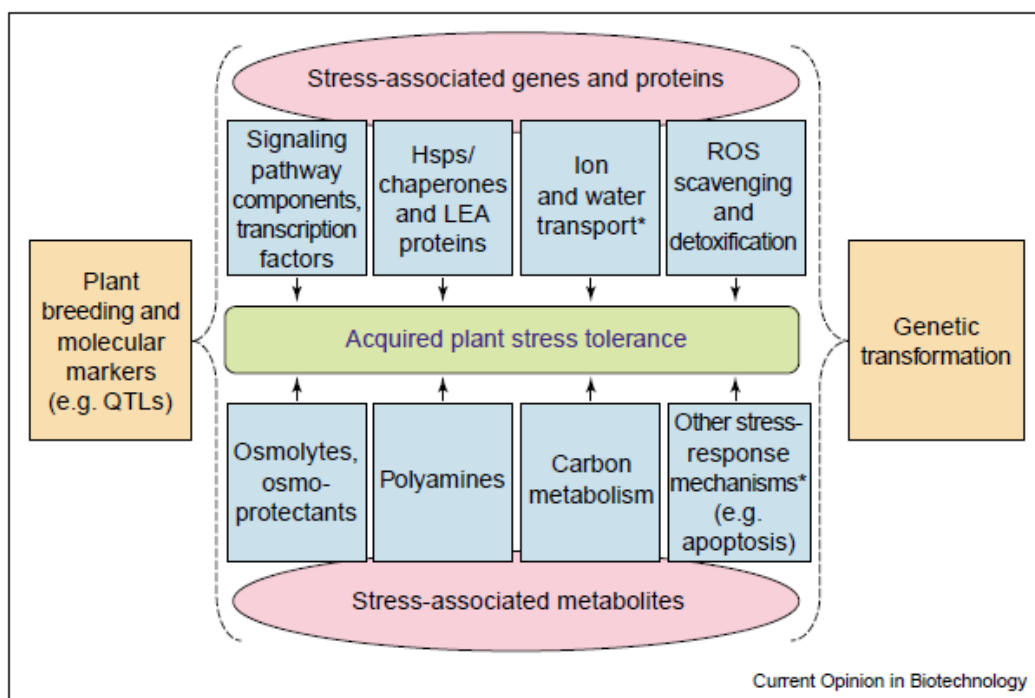 Stress-associated genes and proteins
Signaling
pathway
components,
transcription
factors
Hsps/
chaperones
and LEA
proteins
Ion
and water
transport*
ROS
scavenging
and
detoxification
Plant
breeding and
molecular
markers
(e.g. QTLs)
Acquired plant stress tolerance
Genetic
transformation
Osmolytes,
osmo-
protectants
Polyamines
Carbon
metabolism
Other stress-
response
mechanisms*
(e.g.
apoptosis)
Stress-associated metabolites
Current Opinion in Biotechnology